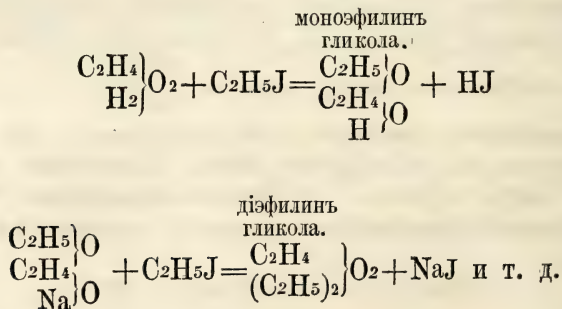 моноэфилинъ
гликола.
C2H4 C2H5
}O2+C2H5J= }O + HJ
H2 C2H4
H }O
діэфилинъ
гликола.
C2H5
}O C2H4
C2H4 +C2H5J= }O2+NaJ и т. д.
Na }O (C2H5)2